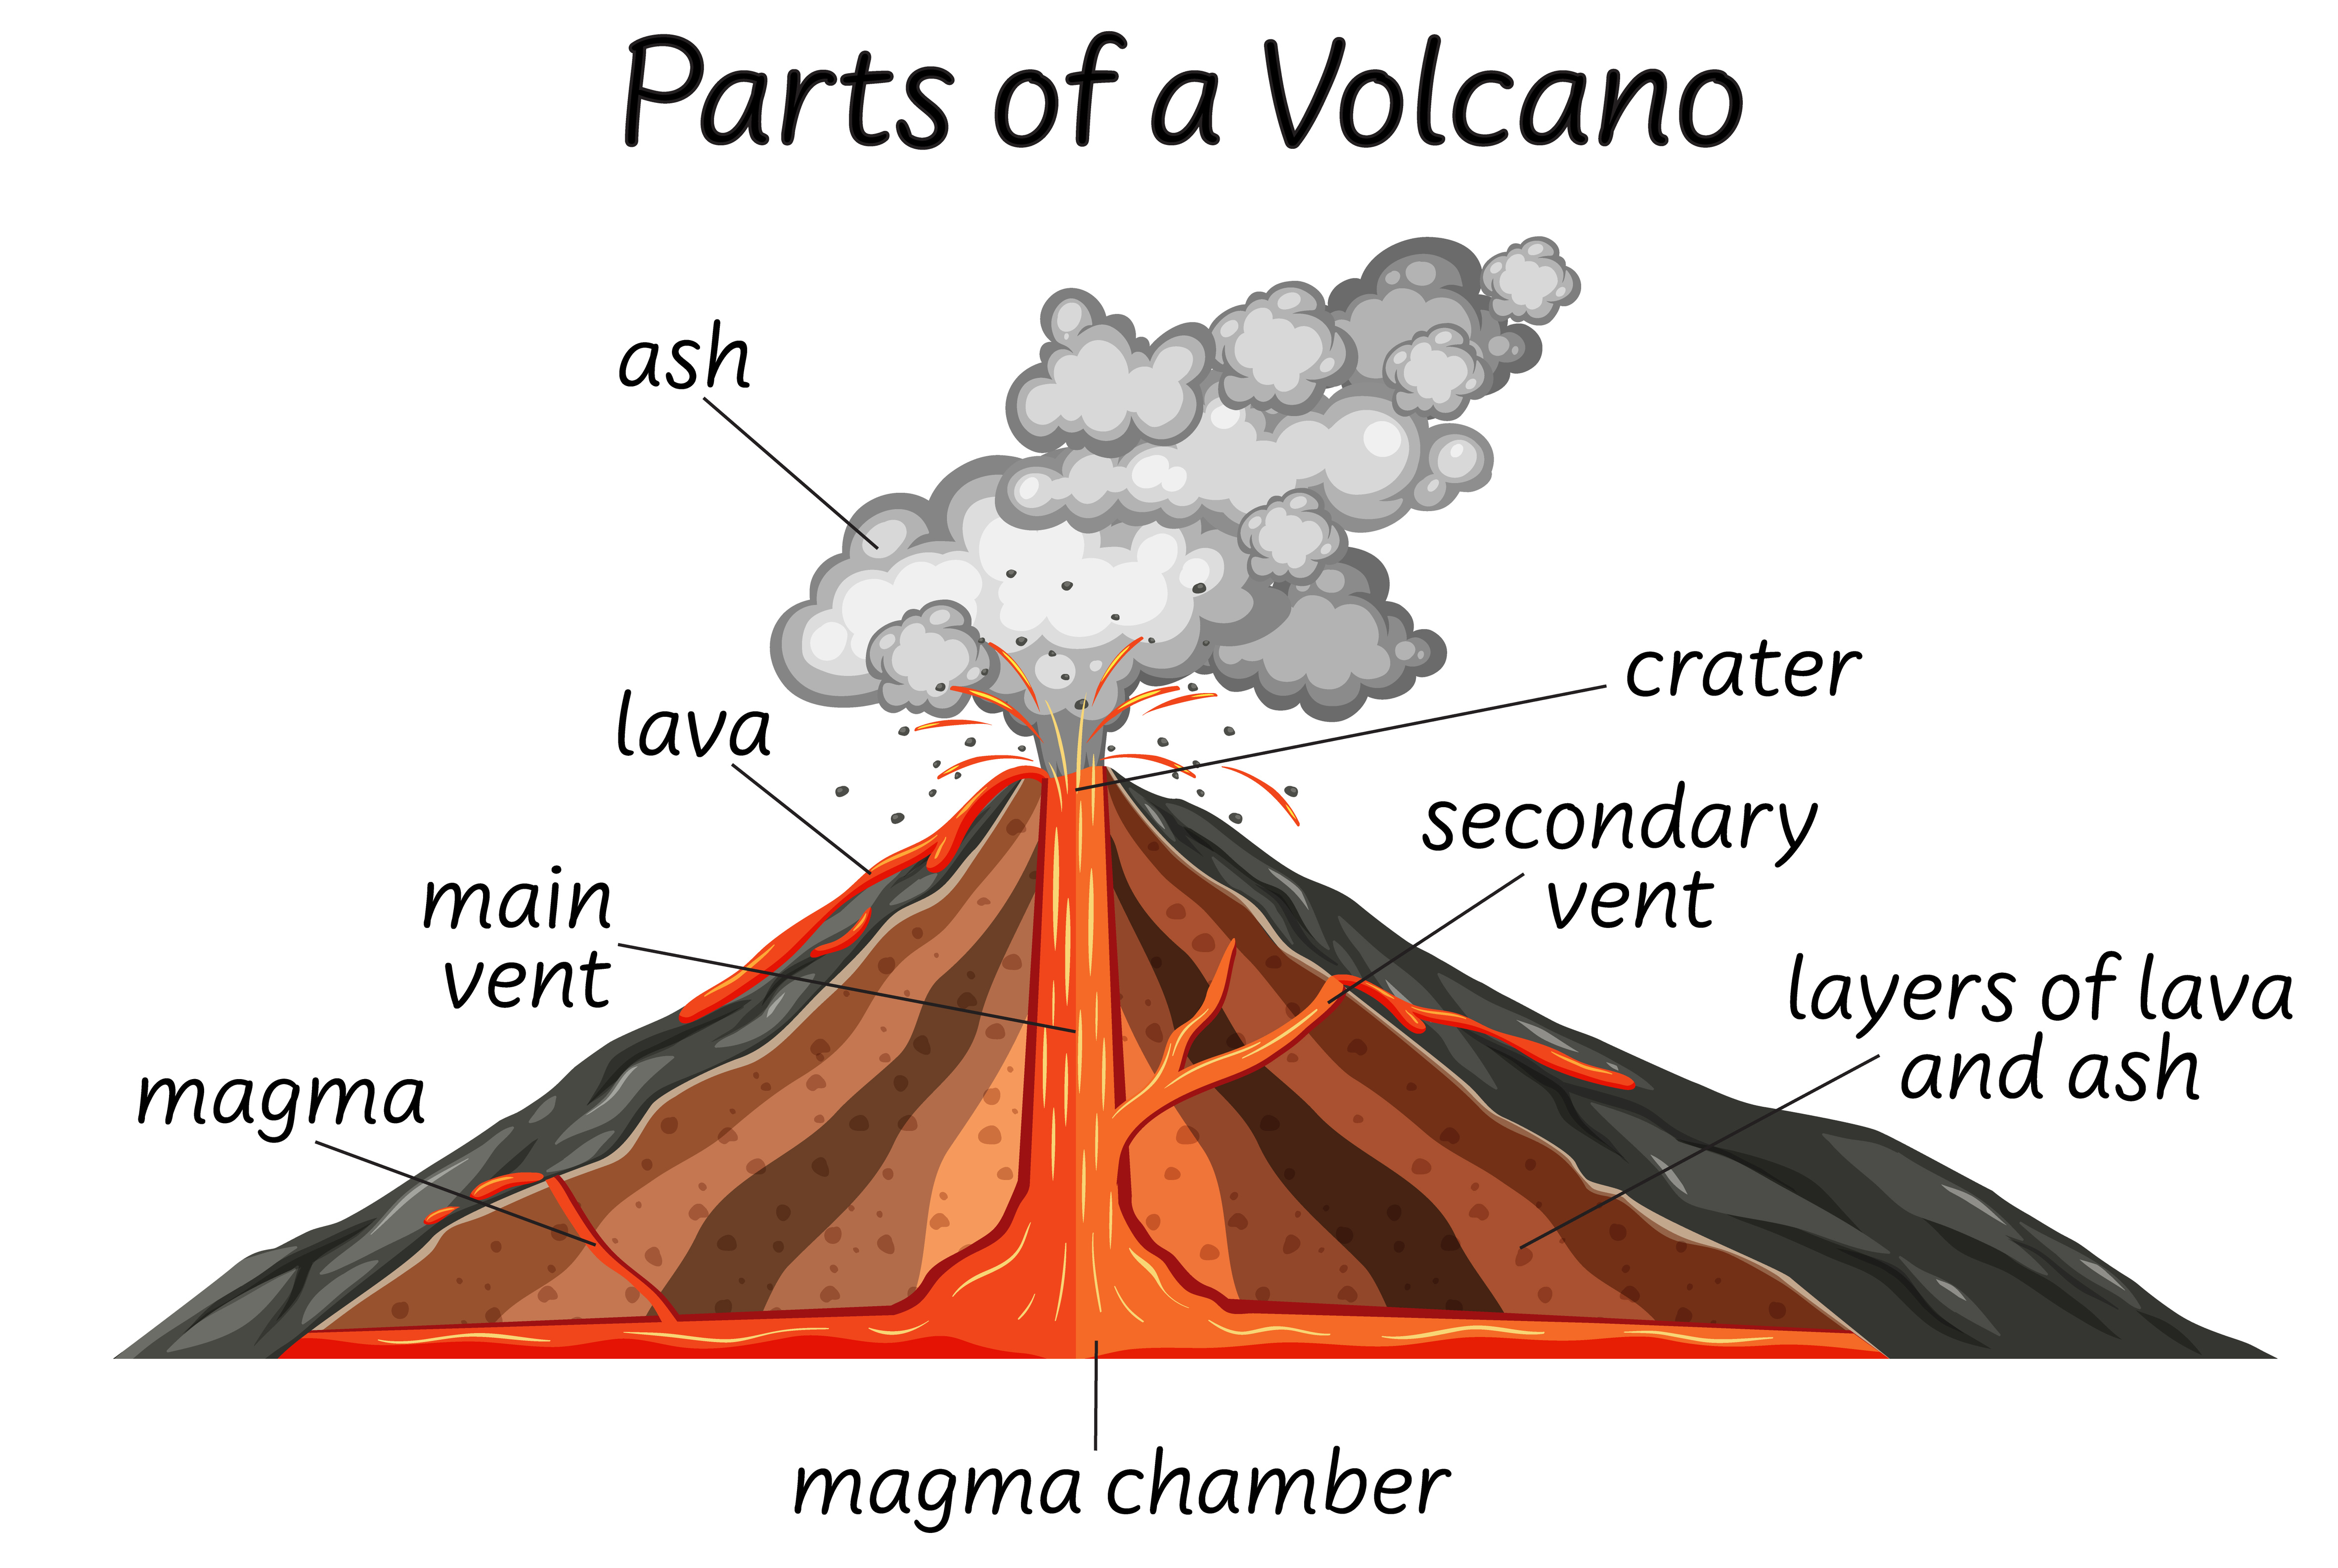 Parts of a Volcano
ash
crater
lava
secondary
vent
main
vent
layers of lava
and ash
magma
magma chamber